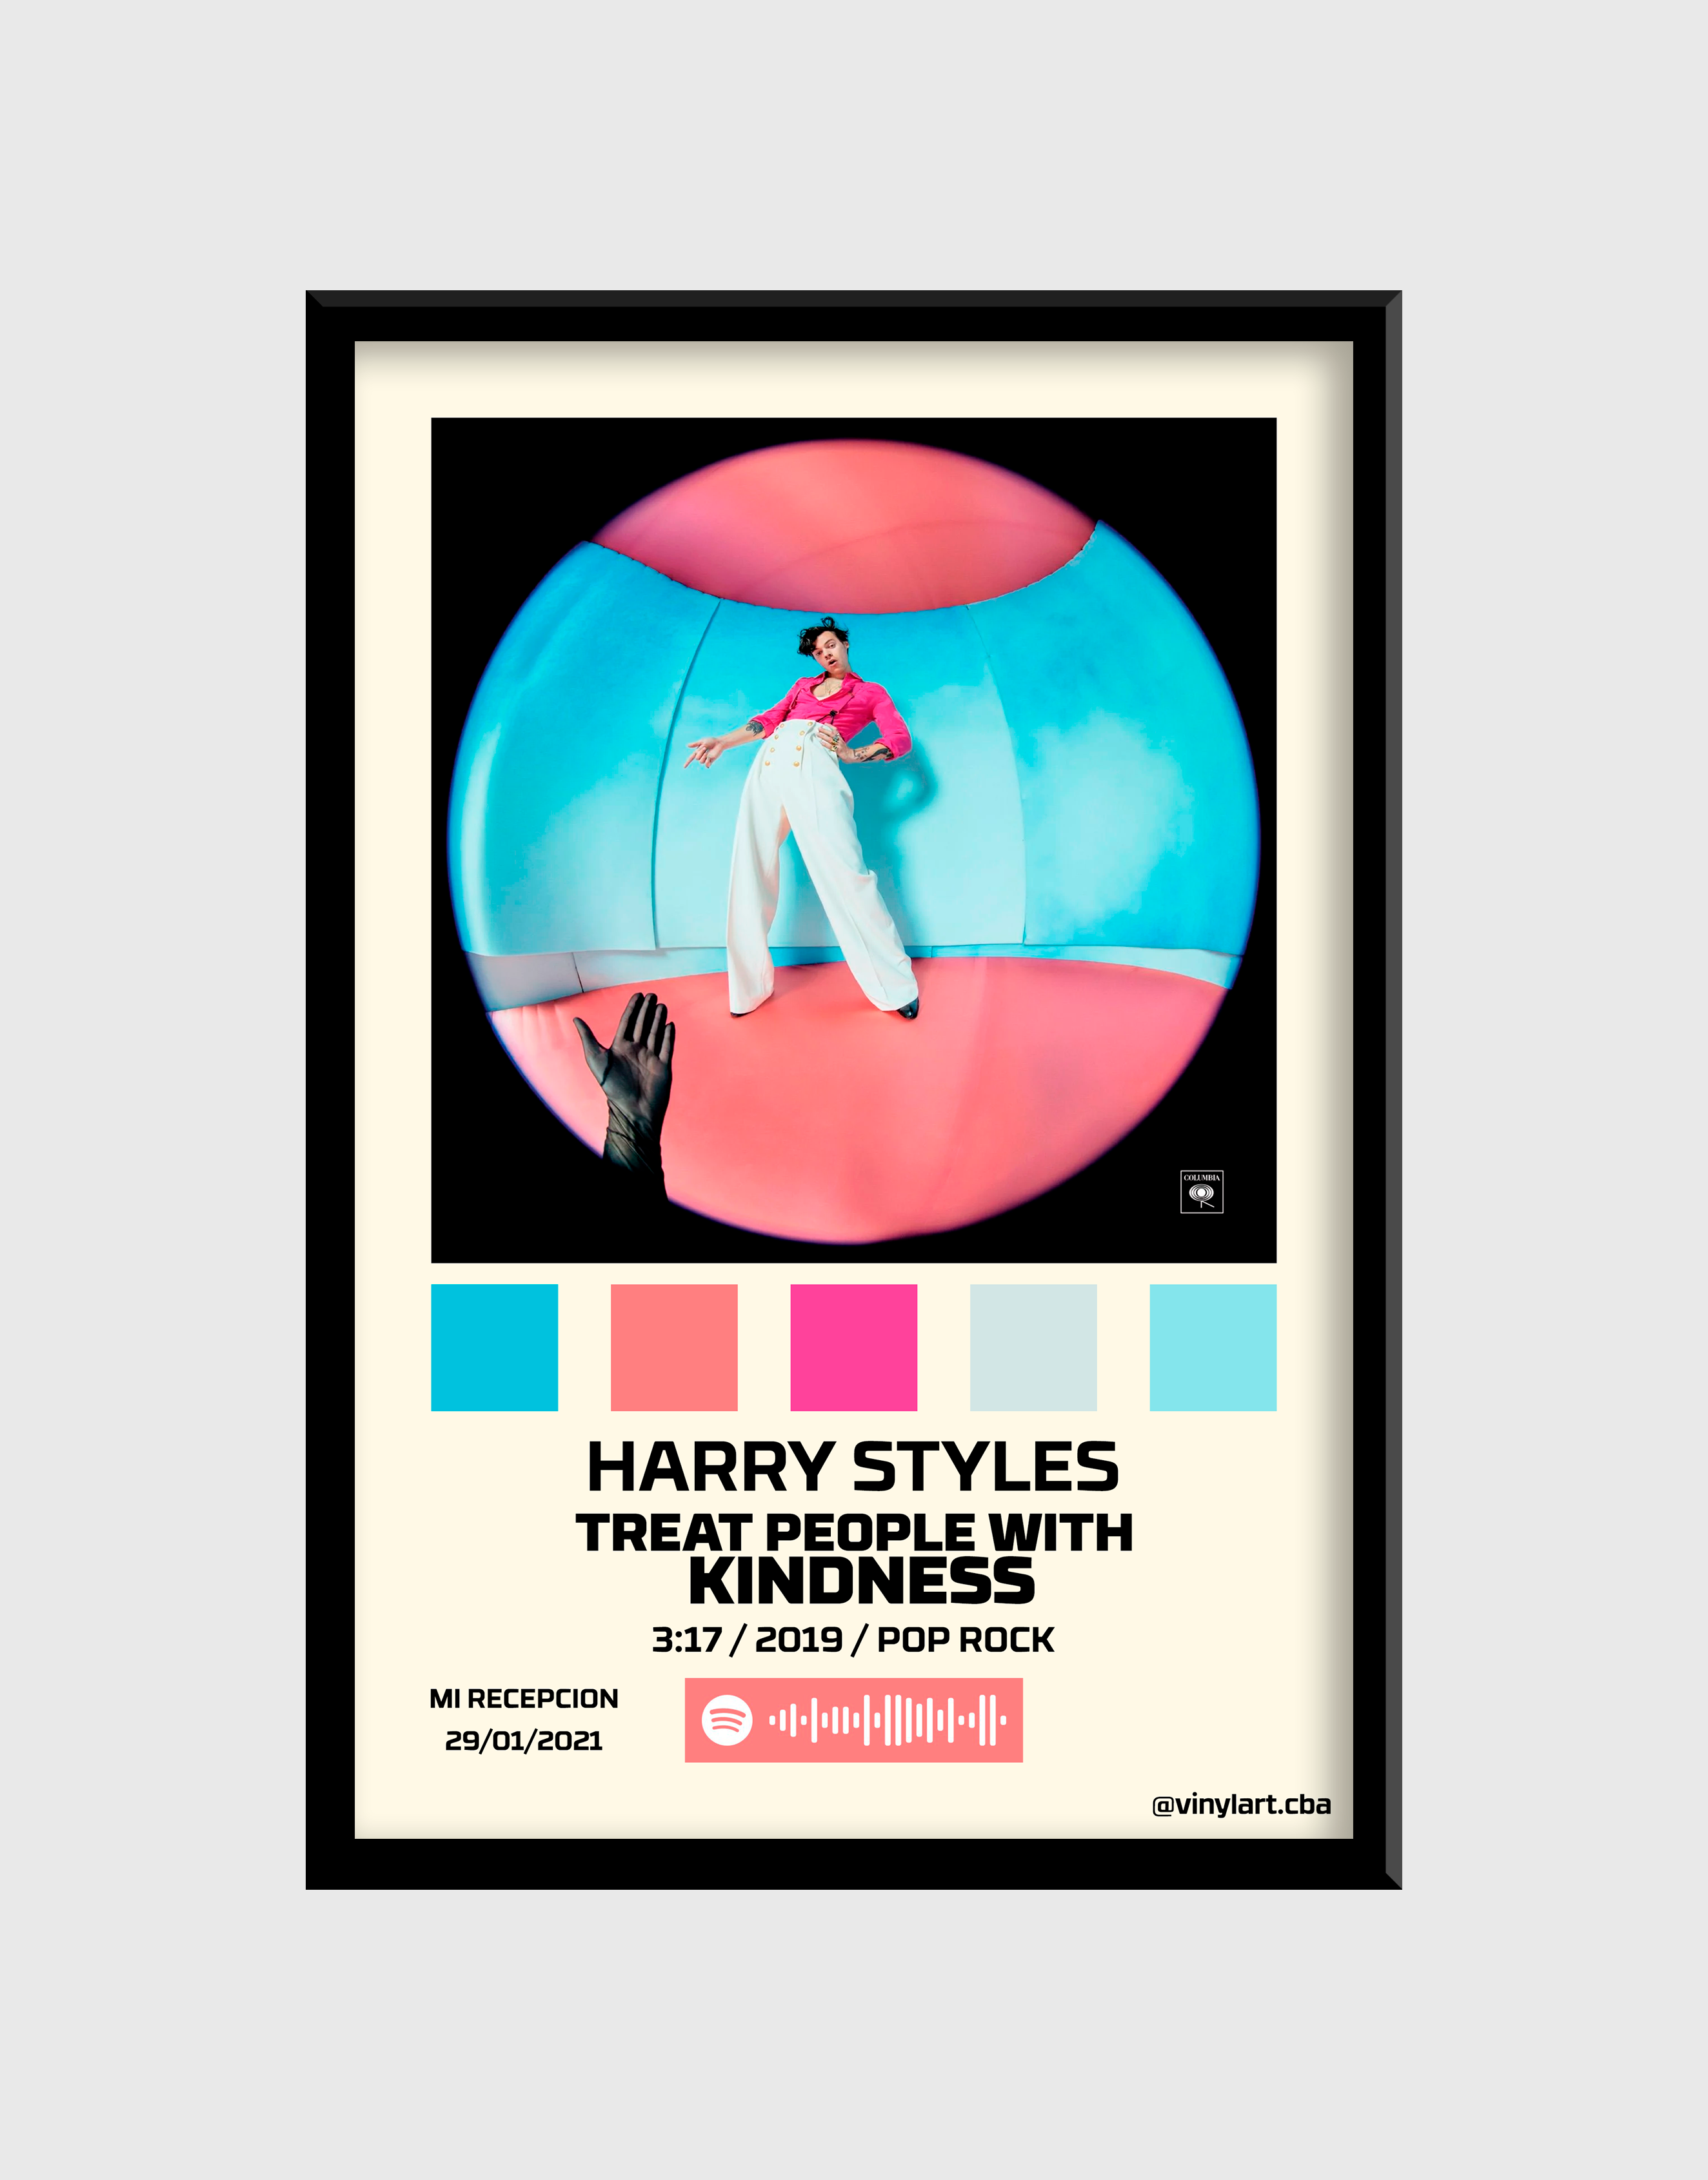 COLUMBIA
HARRY STYLES
TREAT PEOPLE WITH
KINDNESS
3:17 / 2019 / POP ROCK
MI RECEPCION
29/01/2021
@vinylart.cba